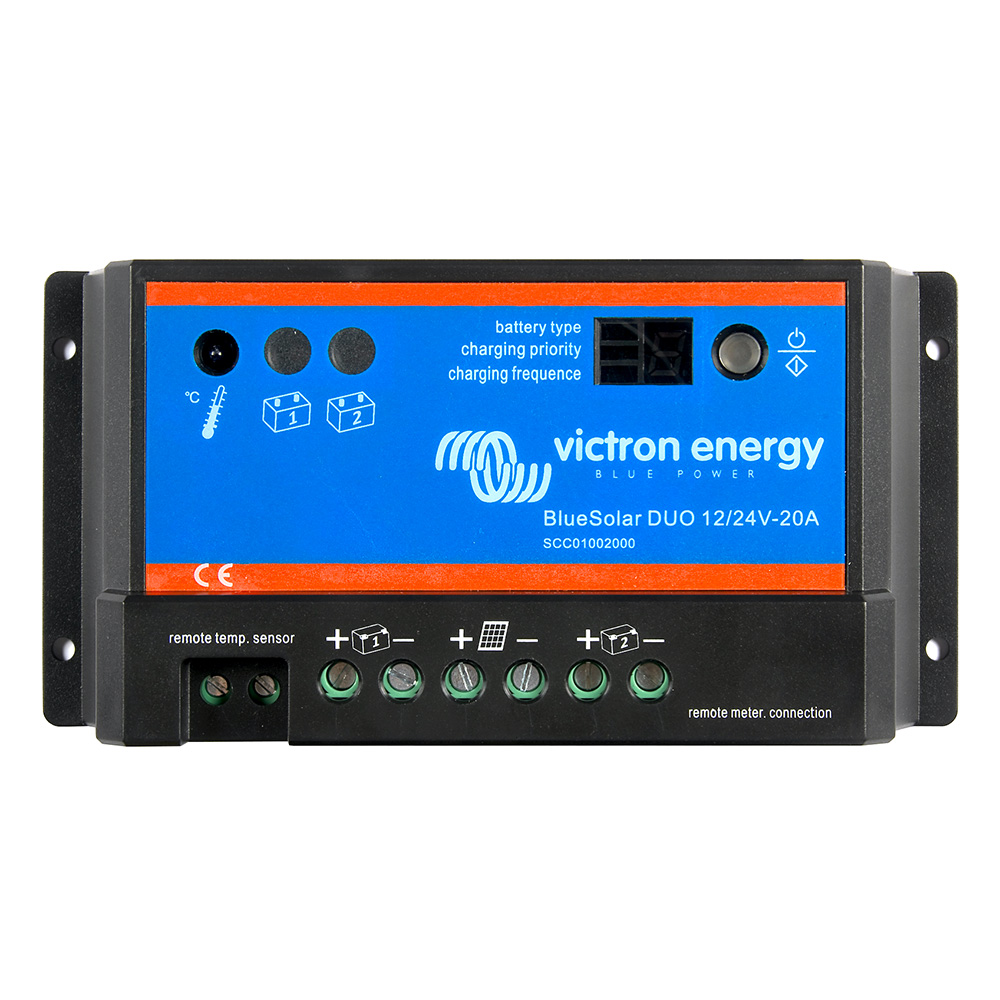 battery type
charging priority
charging frequence
°C
1
2
victron energy
BLUE POWER
BlueSolar DUO 12/24V-20A
SCC01002000
CE
remote temp. sensor
+ 1 − + − + 2 −
remote meter. connection